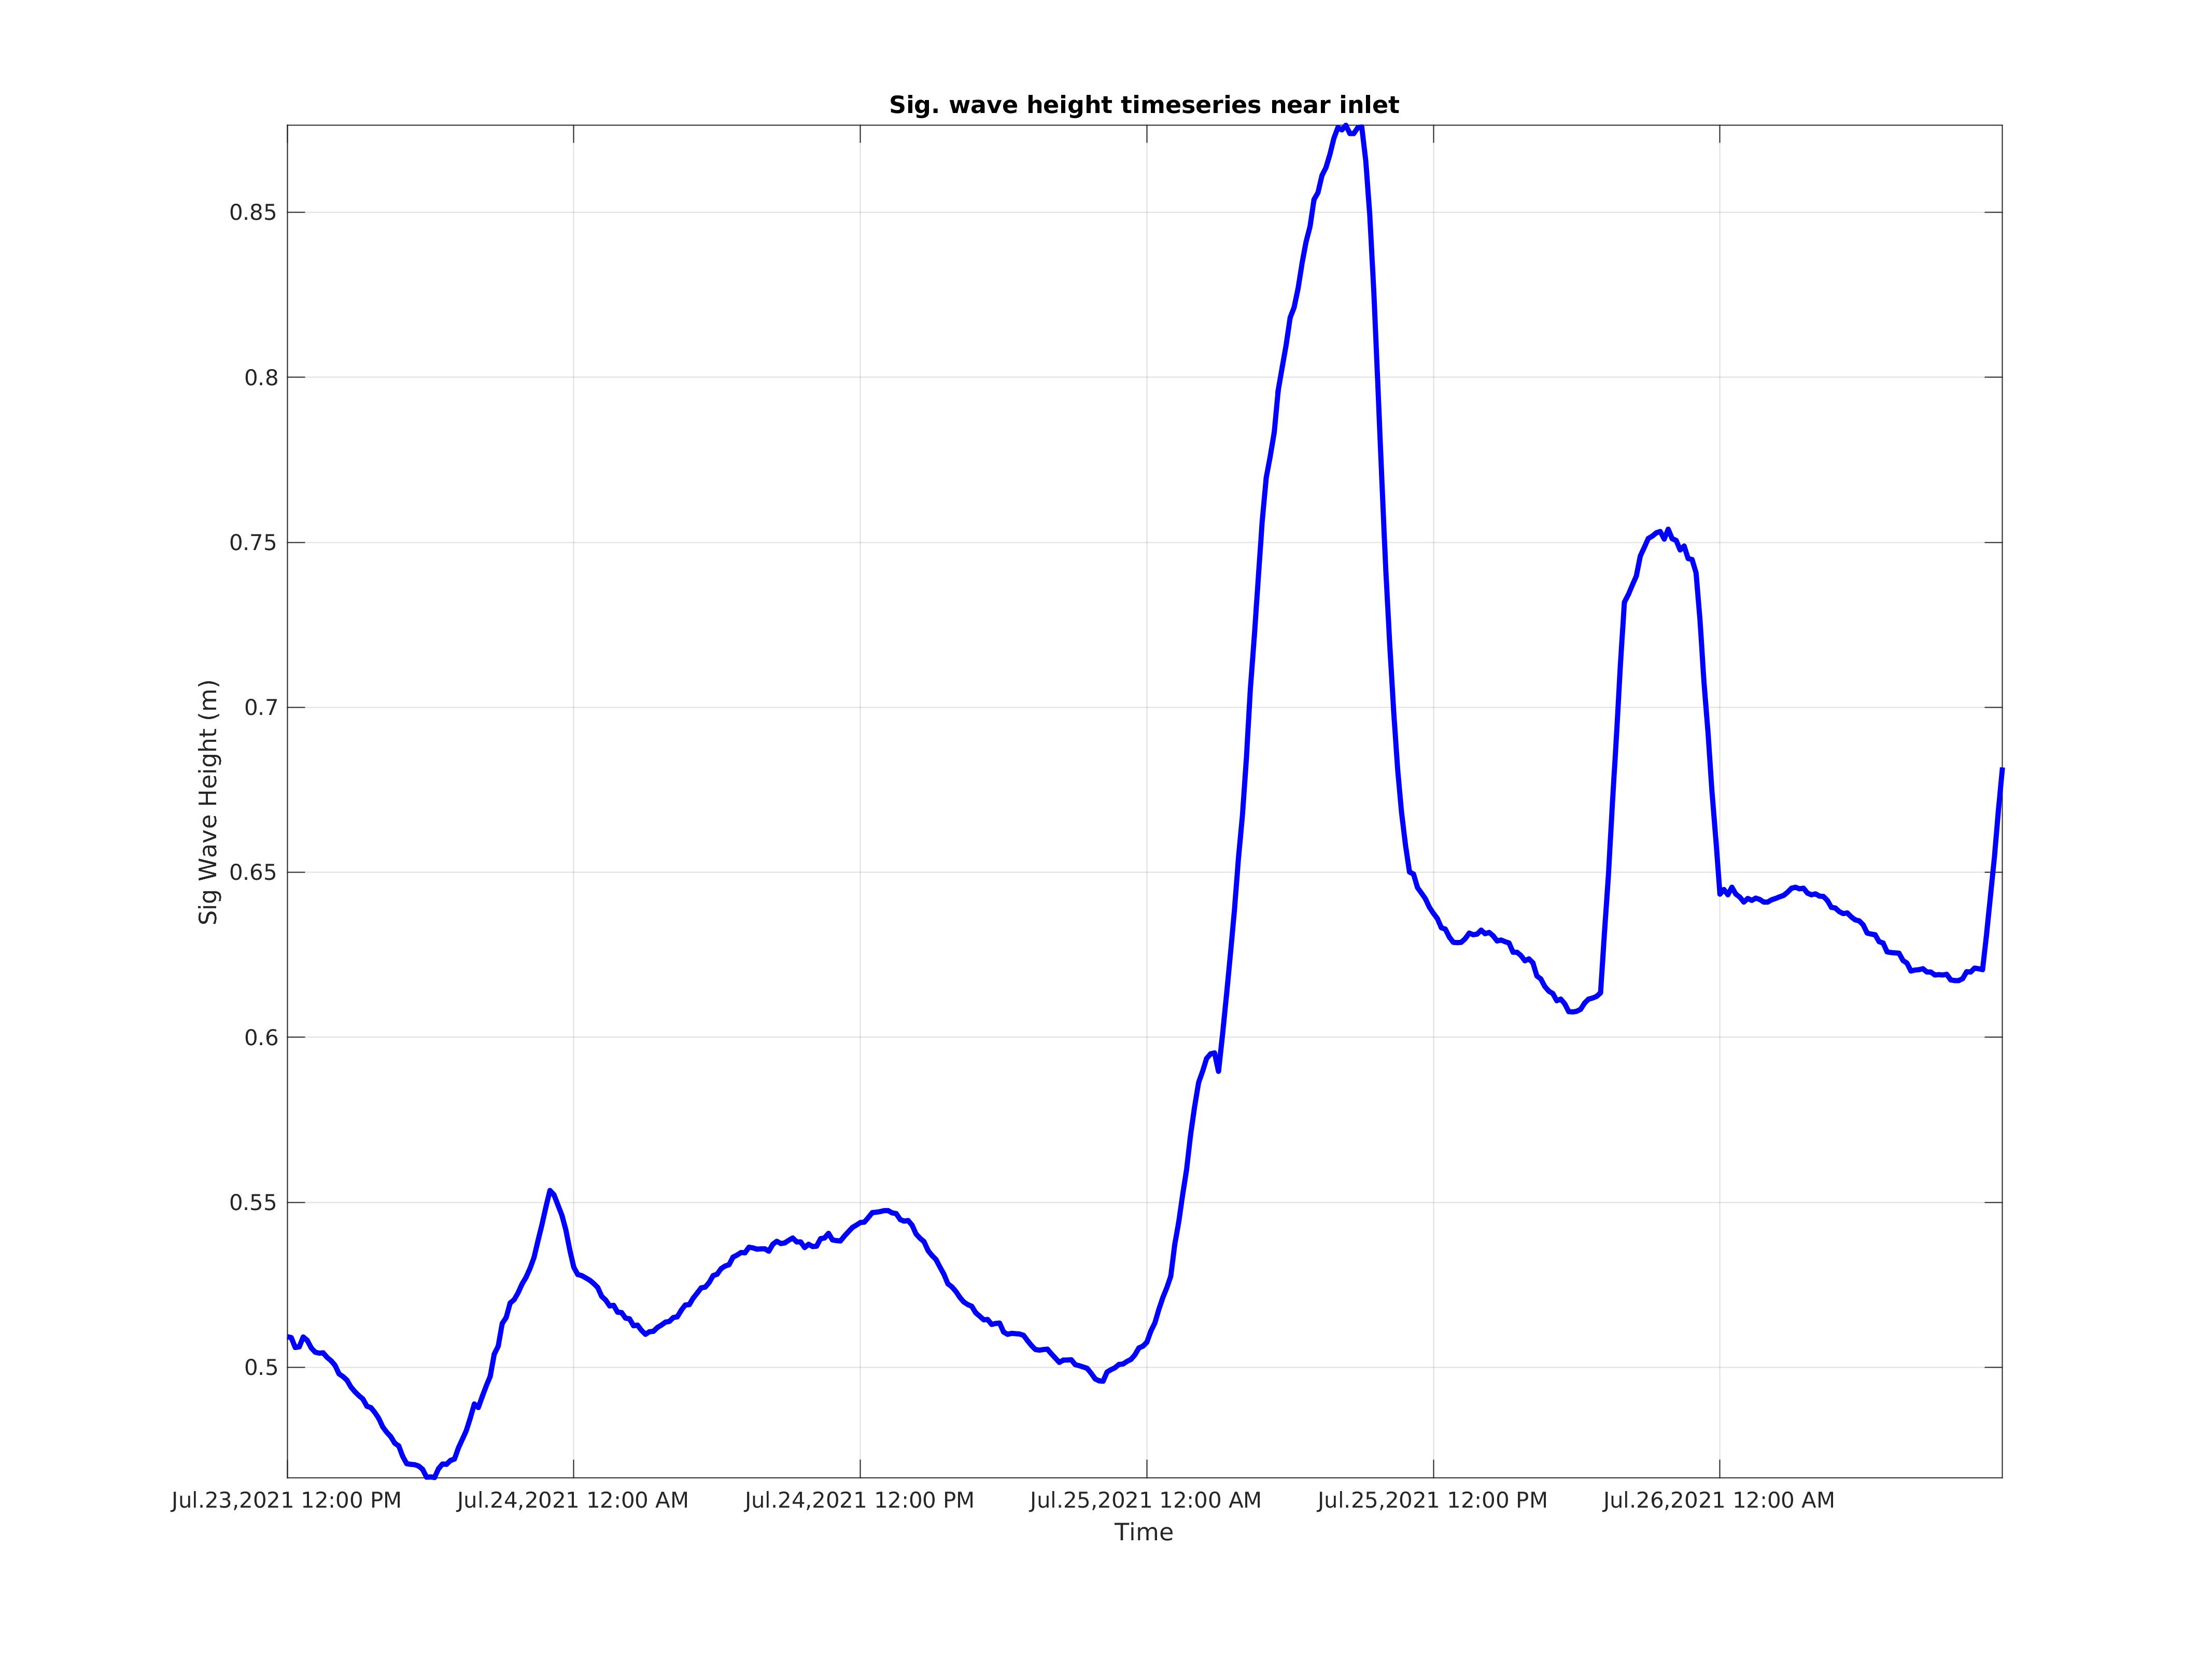 Sig. wave height timeseries near inlet
0.85
0.8
0.75
0.7
0.65
0.6
0.55
0.5
Sig Wave Height (m)
Jul.23,2021 12:00 PM
Jul.24,2021 12:00 AM
Jul.24,2021 12:00 PM
Jul.25,2021 12:00 AM
Jul.25,2021 12:00 PM
Jul.26,2021 12:00 AM
Time